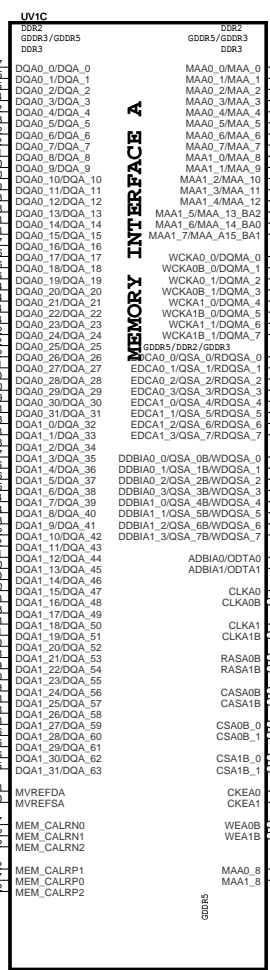 UV1C
DDR2
GDDR3/GDDR5
DDR3
DQA0_0/DQA_0
DQA0_1/DQA_1
DQA0_2/DQA_2
DQA0_3/DQA_3
DQA0_4/DQA_4
DQA0_5/DQA_5
DQA0_6/DQA_6
DQA0_7/DQA_7
DQA0_8/DQA_8
DQA0_9/DQA_9
DQA0_10/DQA_10
DQA0_11/DQA_11
DQA0_12/DQA_12
DQA0_13/DQA_13
DQA0_14/DQA_14
DQA0_15/DQA_15
DQA0_16/DQA_16
DQA0_17/DQA_17
DQA0_18/DQA_18
DQA0_19/DQA_19
DQA0_20/DQA_20
DQA0_21/DQA_21
DQA0_22/DQA_22
DQA0_23/DQA_23
DQA0_24/DQA_24
DQA0_25/DQA_25
DQA0_26/DQA_26
DQA0_27/DQA_27
DQA0_28/DQA_28
DQA0_29/DQA_29
DQA0_30/DQA_30
DQA0_31/DQA_31
DQA1_0/DQA_32
DQA1_1/DQA_33
DQA1_2/DQA_34
DQA1_3/DQA_35
DQA1_4/DQA_36
DQA1_5/DQA_37
DQA1_6/DQA_38
DQA1_7/DQA_39
DQA1_8/DQA_40
DQA1_9/DQA_41
DQA1_10/DQA_42
DQA1_11/DQA_43
DQA1_12/DQA_44
DQA1_13/DQA_45
DQA1_14/DQA_46
DQA1_15/DQA_47
DQA1_16/DQA_48
DQA1_17/DQA_49
DQA1_18/DQA_50
DQA1_19/DQA_51
DQA1_20/DQA_52
DQA1_21/DQA_53
DQA1_22/DQA_54
DQA1_23/DQA_55
DQA1_24/DQA_56
DQA1_25/DQA_57
DQA1_26/DQA_58
DQA1_27/DQA_59
DQA1_28/DQA_60
DQA1_29/DQA_61
DQA1_30/DQA_62
DQA1_31/DQA_63
MVREFDA
MVREFSA
MEM_CALRN0
MEM_CALRN1
MEM_CALRN2
MEM_CALRP1
MEM_CALRP0
MEM_CALRP2
MEMORY INTERFACE A
DDR2
GDDR5/GDDR3
DDR3
MAA0_0/MAA_0
MAA0_1/MAA_1
MAA0_2/MAA_2
MAA0_3/MAA_3
MAA0_4/MAA_4
MAA0_5/MAA_5
MAA0_6/MAA_6
MAA0_7/MAA_7
MAA1_0/MAA_8
MAA1_1/MAA_9
MAA1_2/MAA_10
MAA1_3/MAA_11
MAA1_4/MAA_12
MAA1_5/MAA_13_BA2
MAA1_6/MAA_14_BA0
MAA1_7/MAA_A15_BA1
WCKA0_0/DQMA_0
WCKA0B_0/DQMA_1
WCKA0_1/DQMA_2
WCKA0B_1/DQMA_3
WCKA1_0/DQMA_4
WCKA1B_0/DQMA_5
WCKA1_1/DQMA_6
WCKA1B_1/DQMA_7
GDDR5/DDR2/GDDR3
EDCA0_0/QSA_0/RDQSA_0
EDCA0_1/QSA_1/RDQSA_1
EDCA0_2/QSA_2/RDQSA_2
EDCA0_3/QSA_3/RDQSA_3
EDCA1_0/QSA_4/RDQSA_4
EDCA1_1/QSA_5/RDQSA_5
EDCA1_2/QSA_6/RDQSA_6
EDCA1_3/QSA_7/RDQSA_7
DDBIA0_0/QSA_0B/WDQSA_0
DDBIA0_1/QSA_1B/WDQSA_1
DDBIA0_2/QSA_2B/WDQSA_2
DDBIA0_3/QSA_3B/WDQSA_3
DDBIA1_0/QSA_4B/WDQSA_4
DDBIA1_1/QSA_5B/WDQSA_5
DDBIA1_2/QSA_6B/WDQSA_6
DDBIA1_3/QSA_7B/WDQSA_7
ADBIA0/ODTA0
ADBIA1/ODTA1
CLKA0
CLKA0B
CLKA1
CLKA1B
RASA0B
RASA1B
CASA0B
CASA1B
CSA0B_0
CSA0B_1
CSA1B_0
CSA1B_1
CKEA0
CKEA1
WEA0B
WEA1B
MAA0_8
MAA1_8
GDDR5